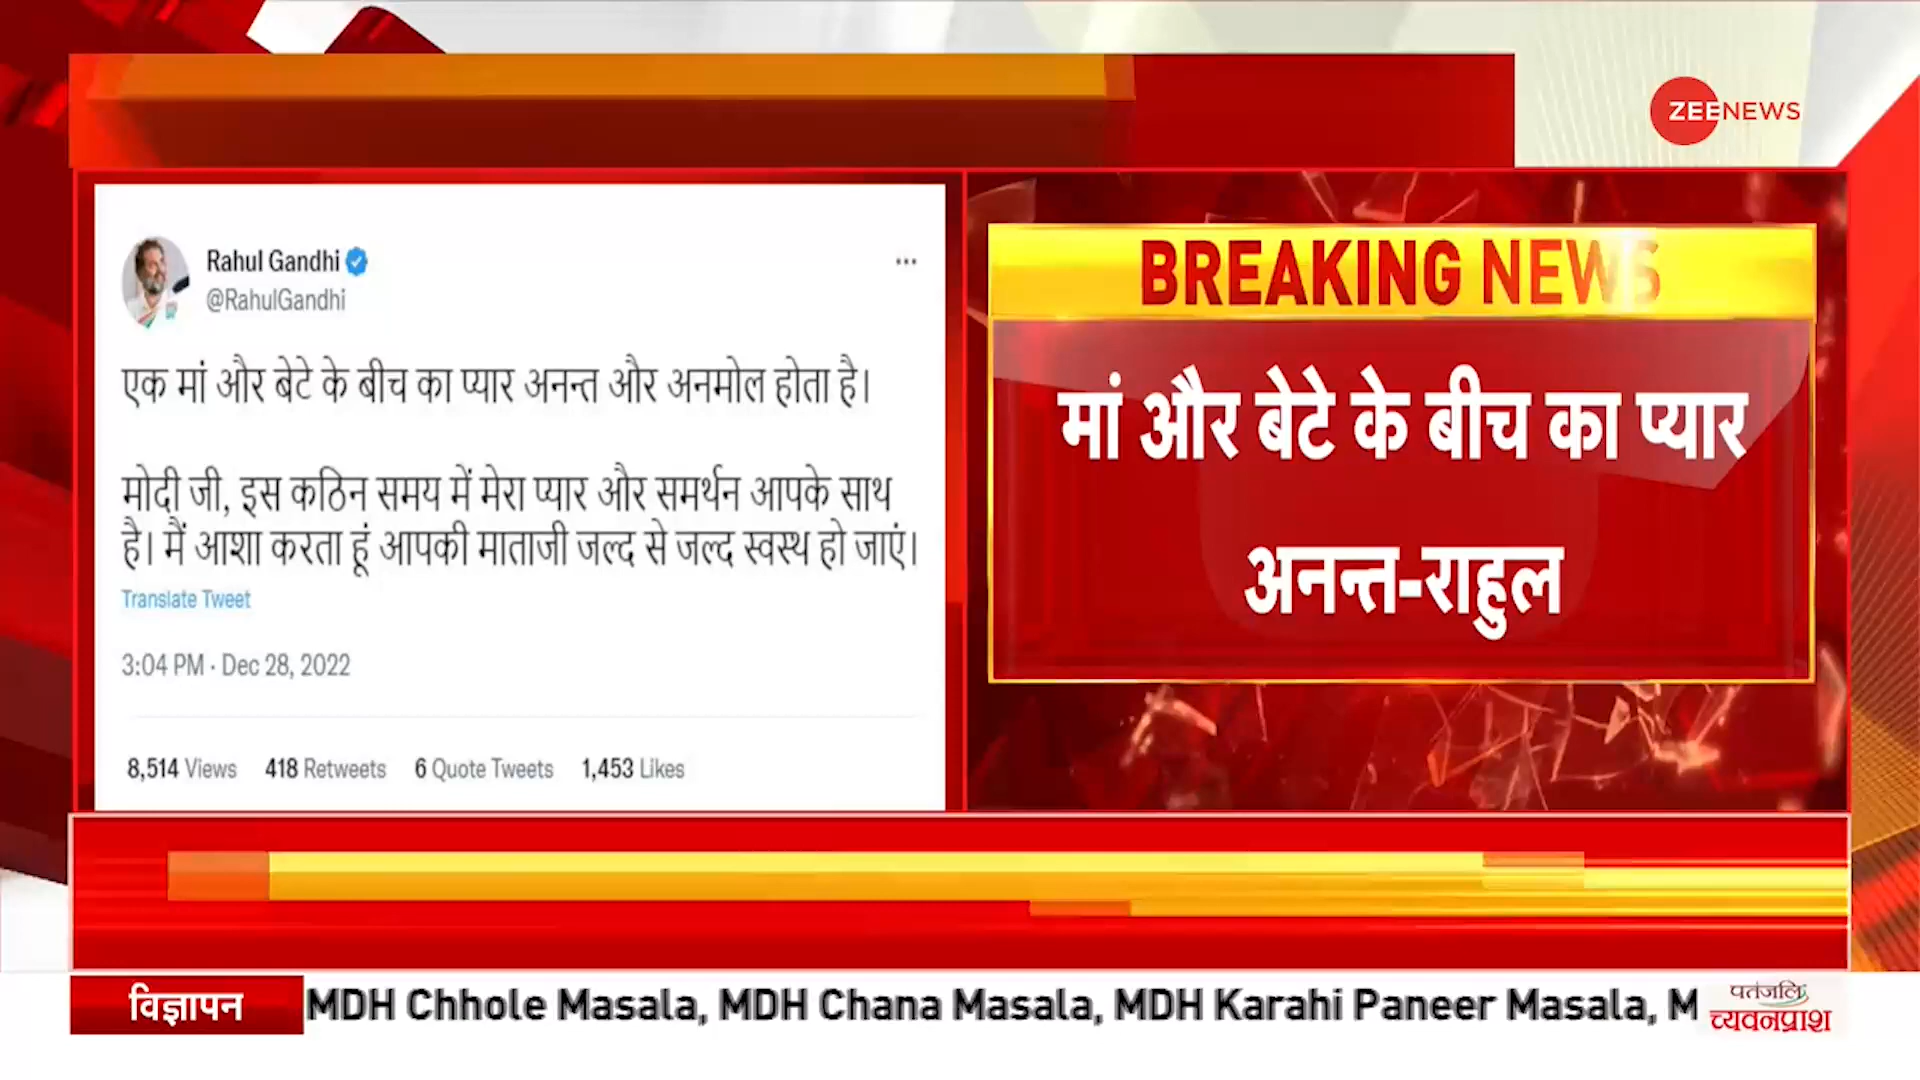 ZEENEWS
Rahul Gandhi
@RahulGandhi
एक मां और बेटे के बीच का प्यार अनन्त और अनमोल होता है।
मोदी जी, इस कठिन समय में मेरा प्यार और समर्थन आपके साथ
है। मैं आशा करता हूं आपकी माताजी जल्द से जल्द स्वस्थ हो जाएं।
Translate Tweet
3:04 PM · Dec 28, 2022
8,514 Views 418 Retweets 6 Quote Tweets 1,453 Likes
BREAKING NEWS
मां और बेटे के बीच का प्यार
अनन्त-राहुल
विज्ञापन MDH Chhole Masala, MDH Chana Masala, MDH Karahi Paneer Masala, M
पतंजलि
च्यवनप्राश